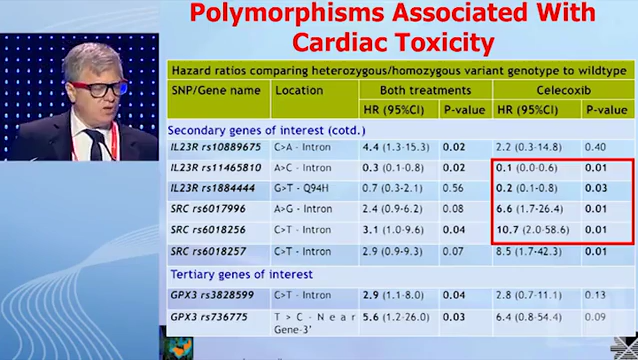 Polymorphisms Associated With
Cardiac Toxicity
Hazard ratios comparing heterozygous/homozygous variant genotype to wildtype
SNP/Gene name Location Both treatments Celecoxib
HR (95%CI) P-value HR (95%CI) P-value
Secondary genes of interest (cotd.)
IL23R rs10889675 C>A - Intron 4.4 (1.3-15.3) 0.02 2.2 (0.3-14.8) 0.40
IL23R rs11465810 A>C - Intron 0.3 (0.1-0.8) 0.02 0.1 (0.0-0.6) 0.01
IL23R rs1884444 G>T - Q94H 0.7 (0.3-2.1) 0.56 0.2 (0.1-0.8) 0.03
SRC rs6017996 A>G - Intron 2.4 (0.9-6.2) 0.08 6.6 (1.7-26.4) 0.01
SRC rs6018256 C>T - Intron 3.1 (1.0-9.6) 0.04 10.7 (2.0-58.6) 0.01
SRC rs6018257 C>T - Intron 2.9 (0.9-9.3) 0.07 8.5 (1.7-42.3) 0.01
Tertiary genes of interest
GPX3 rs3828599 C>T - Intron 2.9 (1.1-8.0) 0.04 2.8 (0.7-11.1) 0.13
GPX3 rs736775 T > C - N e a r 5.6 (1.2-26.0) 0.03 6.4 (0.8-54.4) 0.09
Gene-3'